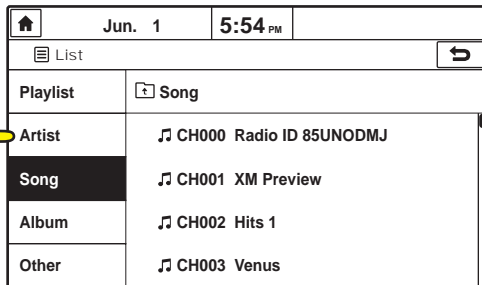 Jun. 1 5:54 PM
List
Playlist
Song
Artist
CH000 Radio ID 85UNODMJ
Song
CH001 XM Preview
Album
CH002 Hits 1
Other
CH003 Venus